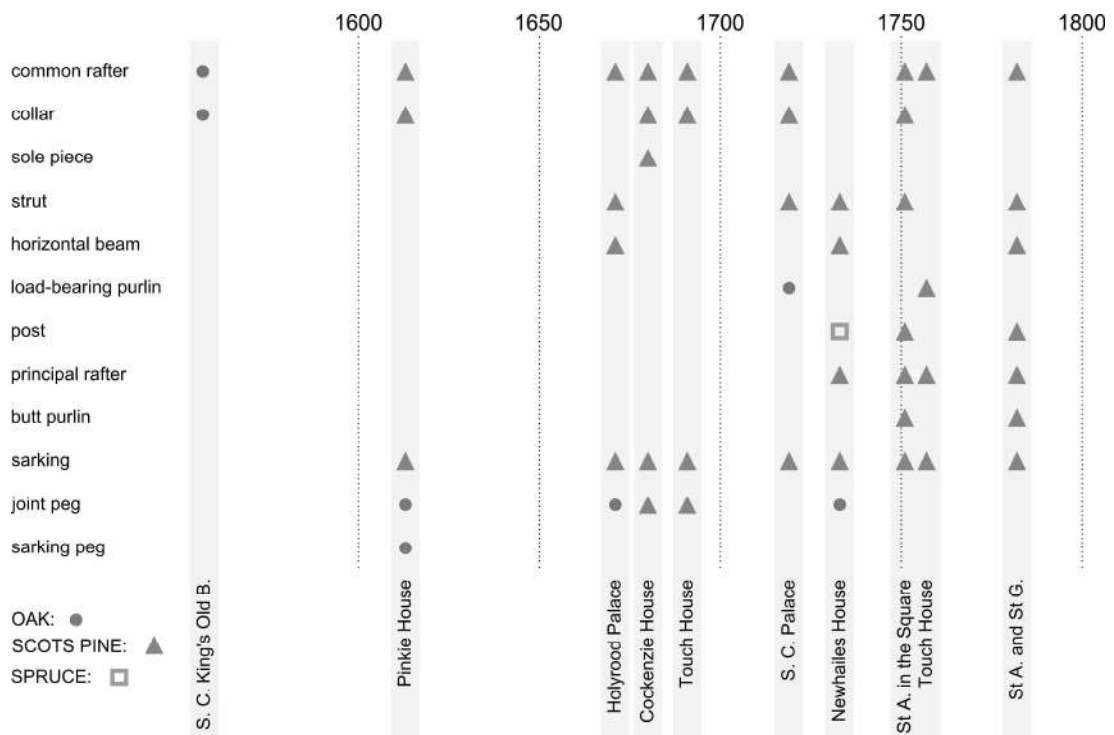 1600 1650 1700 1750 1800
common rafter
collar
sole piece
strut
horizontal beam
load-bearing purlin
post
principal rafter
butt purlin
sarking
joint peg
sarking peg
OAK:
SCOTS PINE:
SPRUCE:
S. C. King's Old B.
Pinkie House
Holyrood Palace
Cockenzie House
Touch House
S. C. Palace
Newhailes House
St A. in the Square
Touch House
St A. and St G.